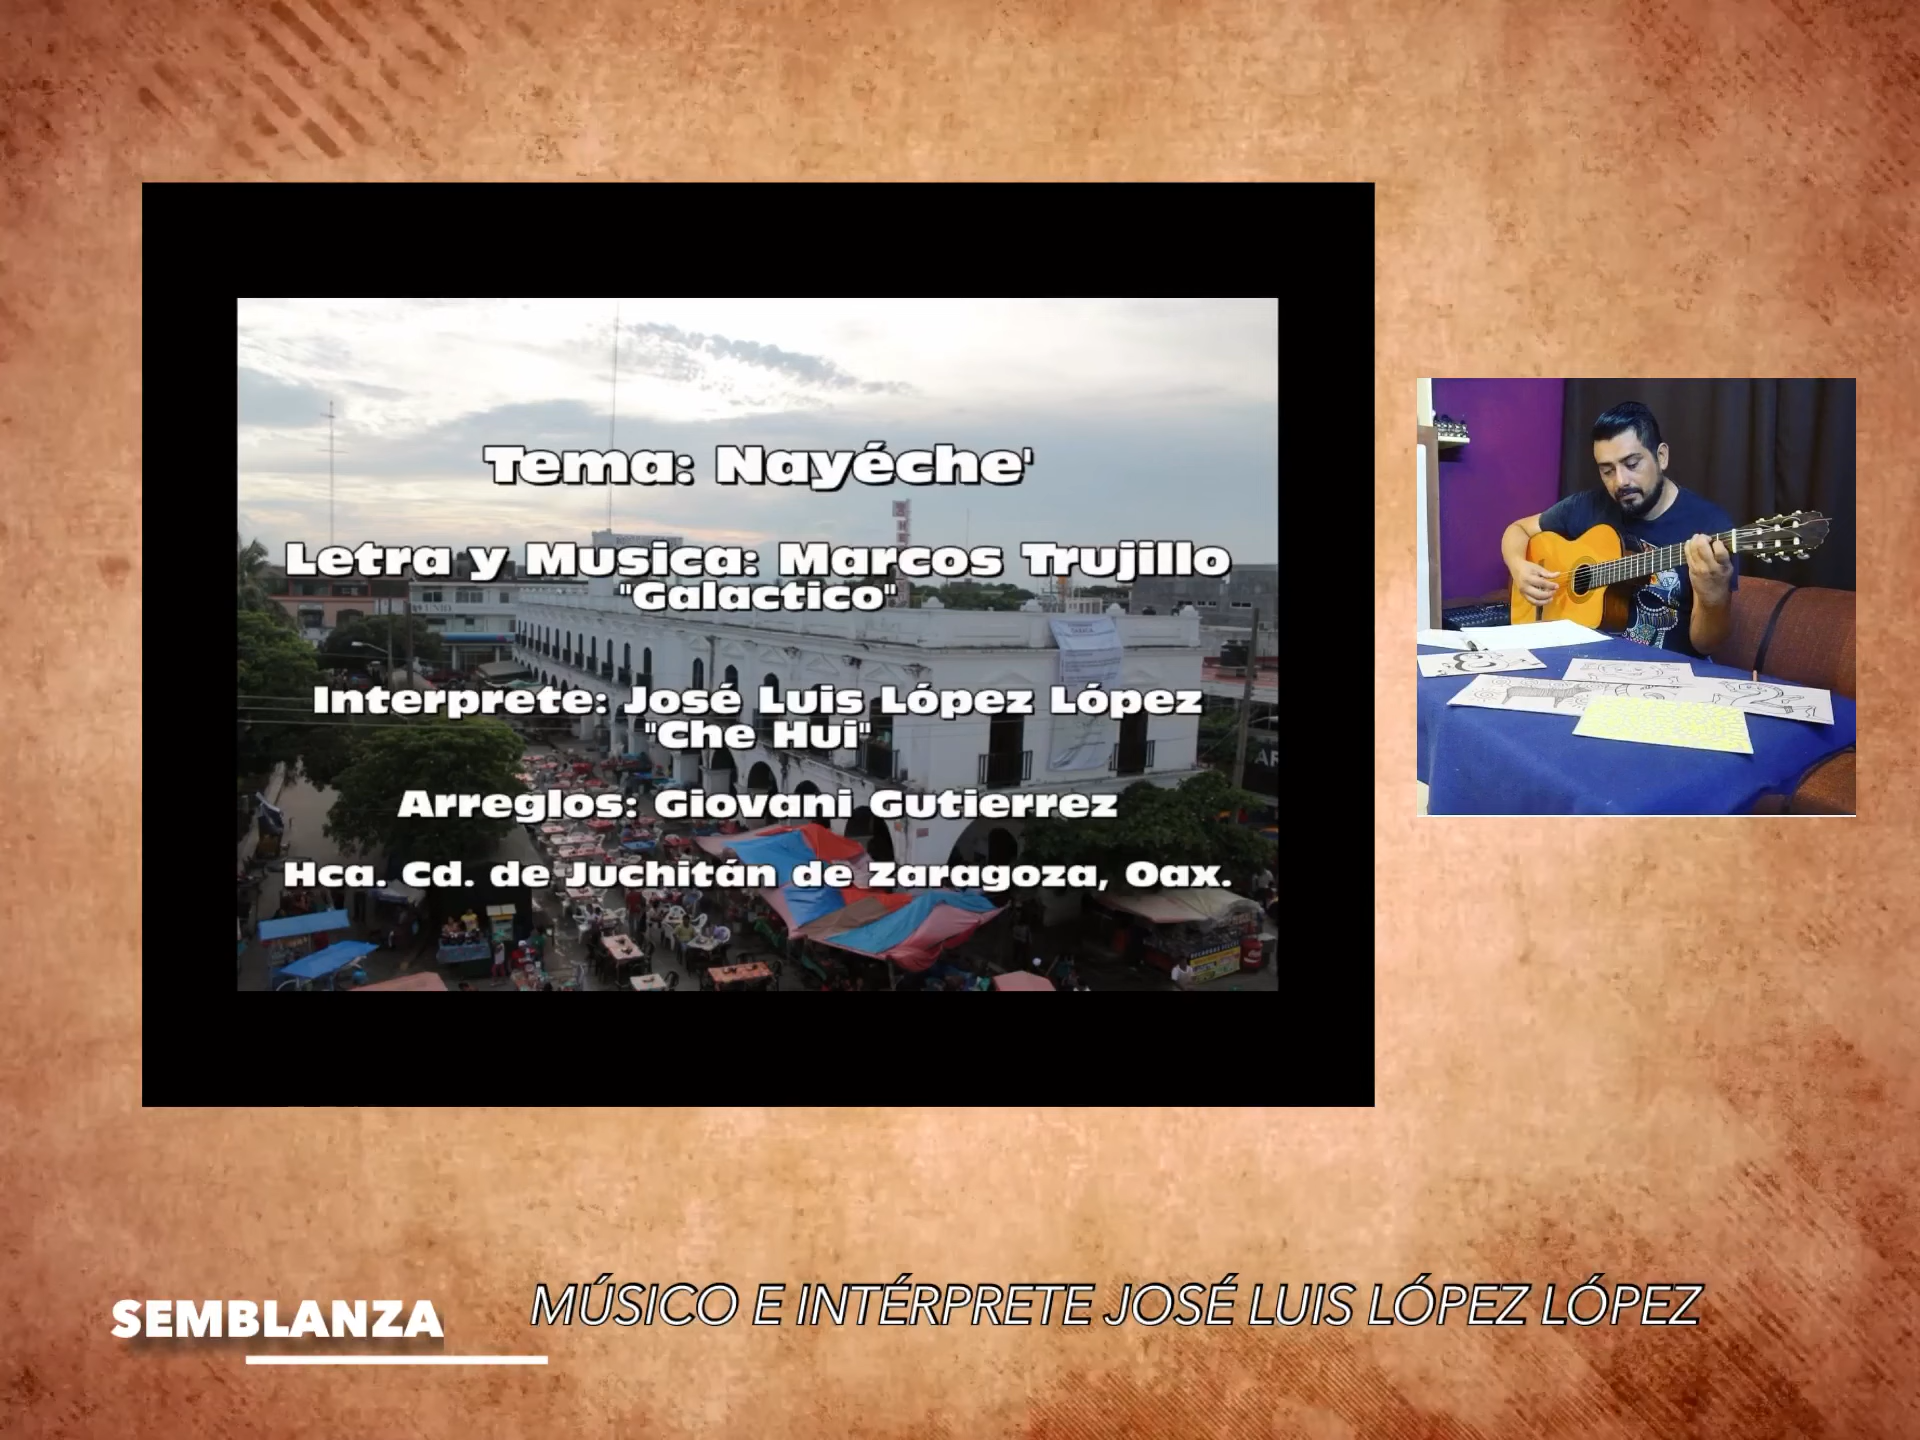 Tema: Nayéche'
Letra y Musica: Marcos Trujillo
"Galactico"
Interprete: José Luis López López
"Che Hui"
Arreglos: Giovani Gutierrez
Hca. Cd. de Juchitán de Zaragoza, Oax.
SEMBLANZA
MÚSICO E INTÉRPRETE JOSÉ LUIS LÓPEZ LÓPEZ